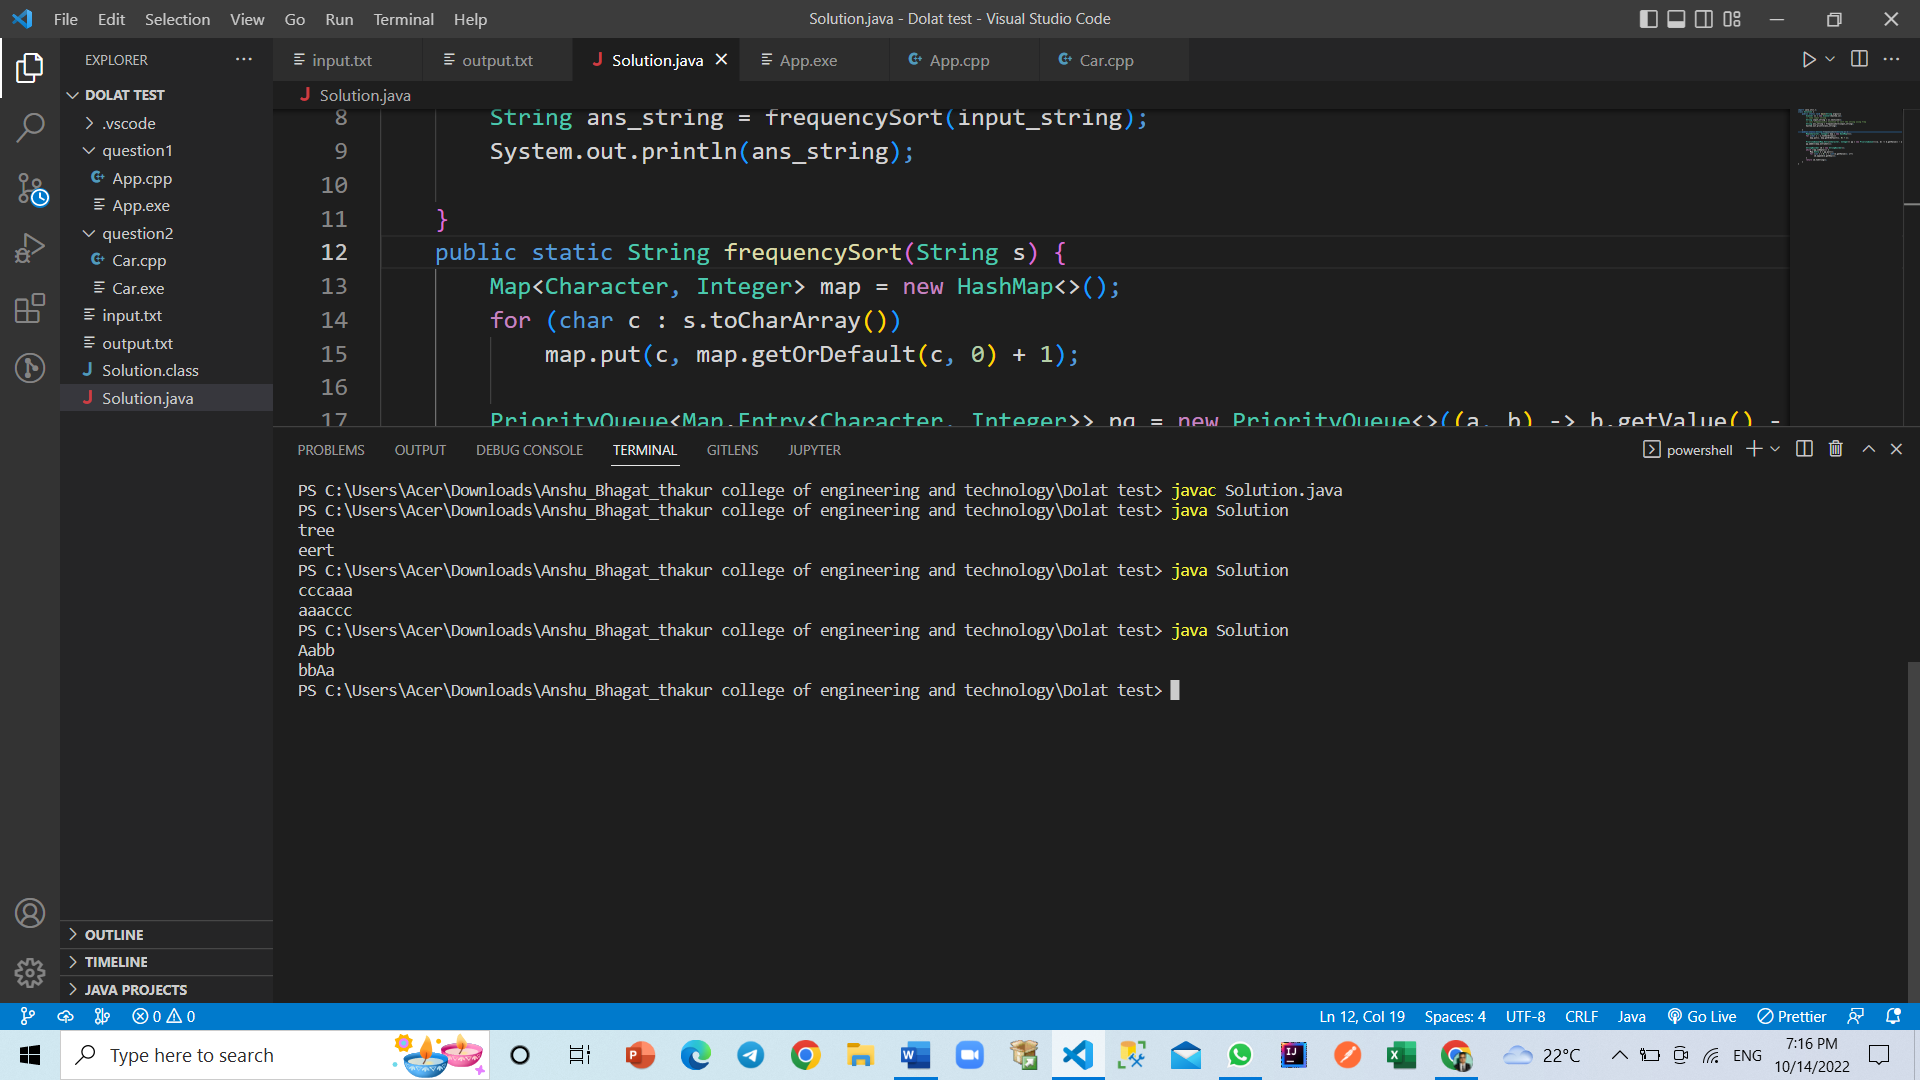 File Edit Selection View Go Run Terminal Help
Solution.java - Dolat test - Visual Studio Code
EXPLORER
DOLAT TEST
.vscode
question1
App.cpp
App.exe
question2
Car.cpp
Car.exe
input.txt
output.txt
Solution.class
Solution.java
OUTLINE
TIMELINE
JAVA PROJECTS
input.txt output.txt Solution.java App.exe App.cpp Car.cpp
Solution.java
8 String ans_string = frequencySort(input_string);
9 System.out.println(ans_string);
10
11 }
12 public static String frequencySort(String s) {
13 Map<Character, Integer> map = new HashMap<>();
14 for (char c : s.toCharArray())
15 map.put(c, map.getOrDefault(c, 0) + 1);
16
17 PriorityQueue<Map.Entry<Character, Integer>> pq = new PriorityQueue<>((a, b) -> b.getValue() -
PROBLEMS OUTPUT DEBUG CONSOLE TERMINAL GITLENS JUPYTER
powershell
PS C:\Users\Acer\Downloads\Anshu_Bhagat_thakur college of engineering and technology\Dolat test> javac Solution.java
PS C:\Users\Acer\Downloads\Anshu_Bhagat_thakur college of engineering and technology\Dolat test> java Solution
tree
eert
PS C:\Users\Acer\Downloads\Anshu_Bhagat_thakur college of engineering and technology\Dolat test> java Solution
cccaaa
aaaccc
PS C:\Users\Acer\Downloads\Anshu_Bhagat_thakur college of engineering and technology\Dolat test> java Solution
Aabb
bbAa
PS C:\Users\Acer\Downloads\Anshu_Bhagat_thakur college of engineering and technology\Dolat test>
0 0
Ln 12, Col 19 Spaces: 4 UTF-8 CRLF Java Go Live Prettier
Type here to search
22°C
ENG
7:16 PM
10/14/2022